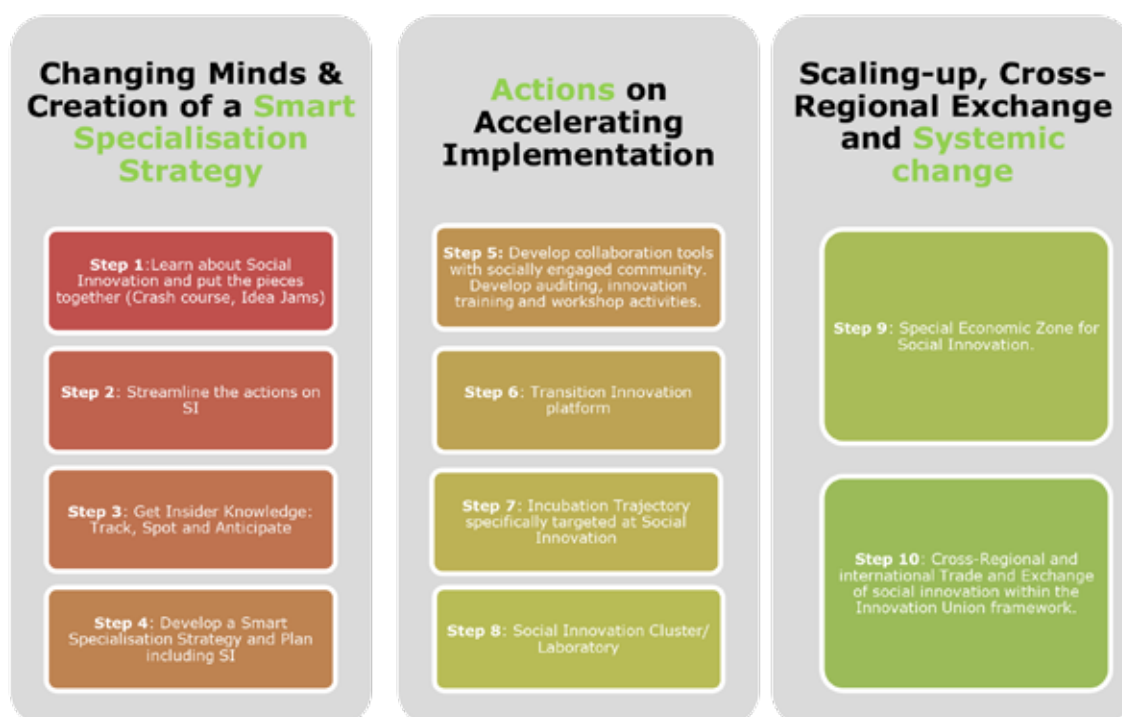 Changing Minds &
Creation of a Smart
Specialisation
Strategy
Step 1:Learn about Social
Innovation and put the pieces
together (Crash course, Idea Jams)
Step 2: Streamline the actions on
SI
Step 3: Get Insider Knowledge:
Track, Spot and Anticipate
Step 4: Develop a Smart
Specialisation Strategy and Plan
including SI
Actions on
Accelerating
Implementation
Step 5: Develop collaboration tools
with socially engaged community.
Develop auditing, innovation
training and workshop activities.
Step 6: Transition Innovation
platform
Step 7: Incubation Trajectory
specifically targeted at Social
Innovation
Step 8: Social Innovation Cluster/
Laboratory
Scaling-up, Cross-
Regional Exchange
and Systemic
change
Step 9: Special Economic Zone for
Social Innovation.
Step 10: Cross-Regional and
international Trade and Exchange
of social innovation within the
Innovation Union framework.